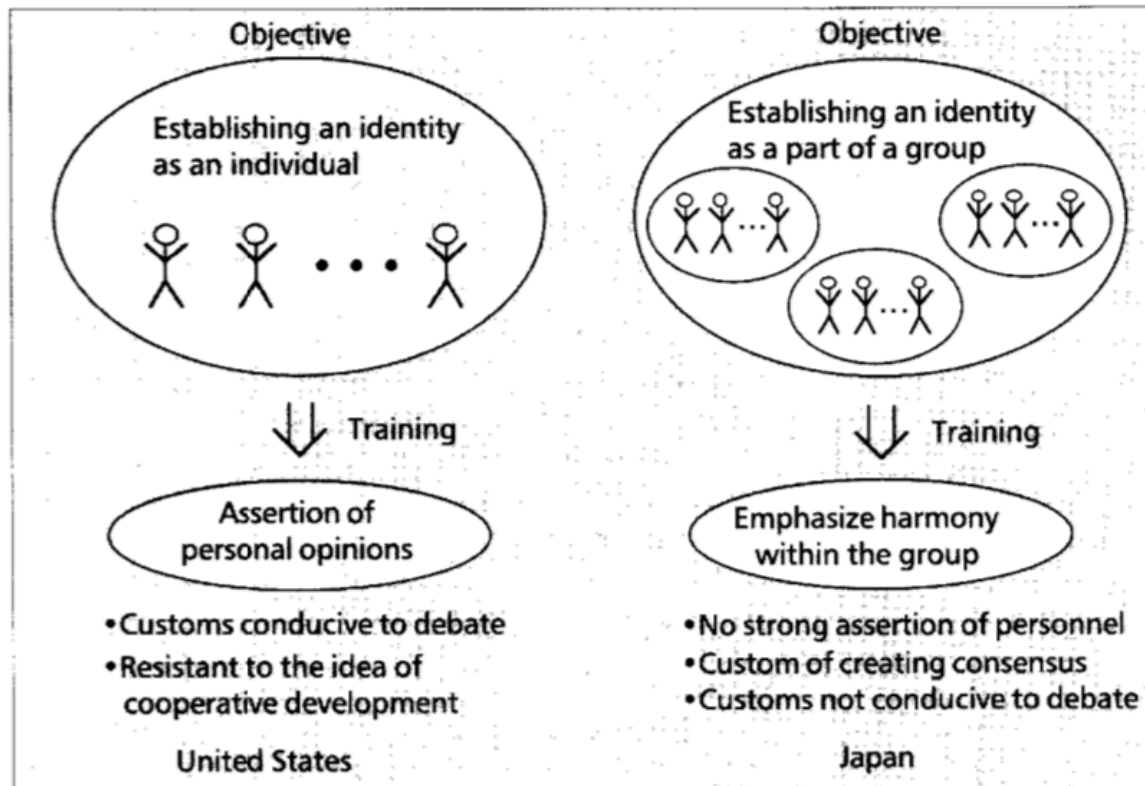 Objective
Establishing an identity
as an individual
Training
Assertion of
personal opinions
•Customs conducive to debate
•Resistant to the idea of
cooperative development
United States
Objective
Establishing an identity
as a part of a group
Training
Emphasize harmony
within the group
•No strong assertion of personnel
•Custom of creating consensus
•Customs not conducive to debate
Japan